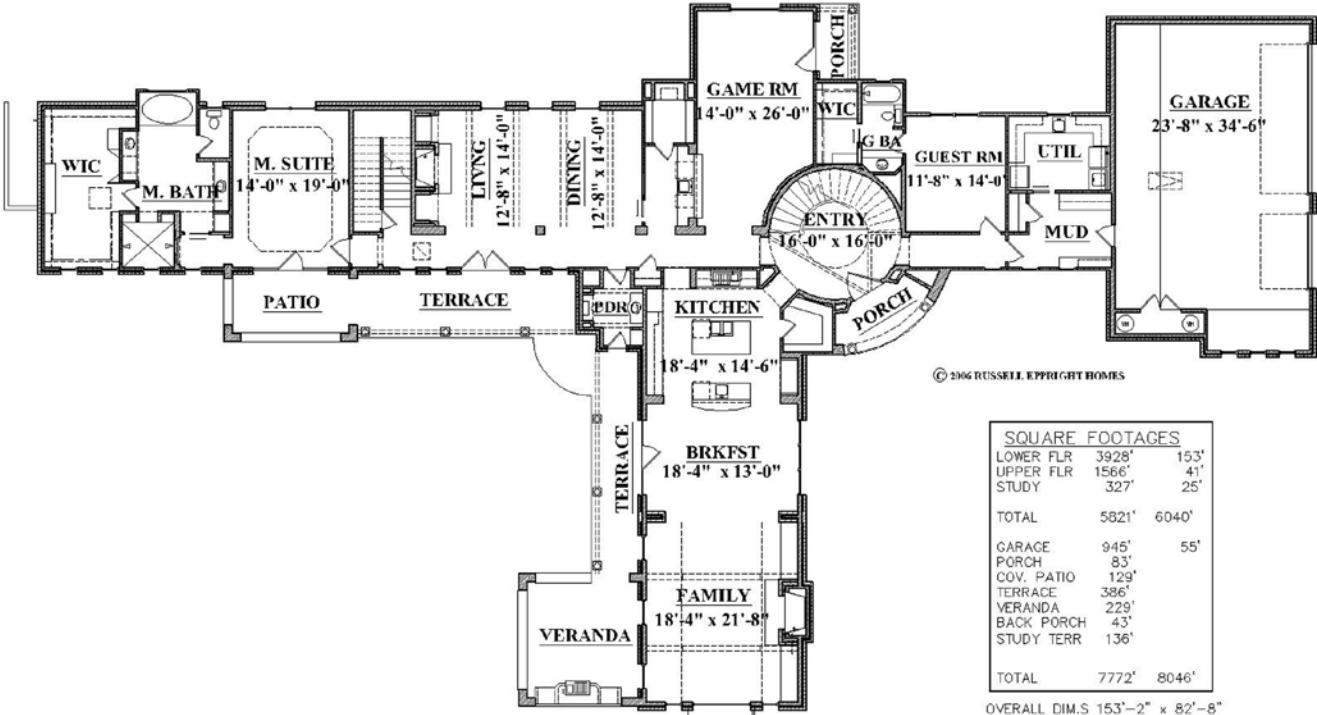 GAME RM
14'-0" x 26'-0"
PORCH
GARAGE
23'-8" x 34'-6"
WIC
WIC
M. SUITE
14'-0" x 19'-0"
M. BATH
LIVNG
12'-8" x 14'-0"
DINING
12'-8" x 14'-0"
G BA
GUEST RM
11'-8" x 14'-0"
UTIL
ENTRY
16'-0" x 16'-0"
MUD
PATIO
TERRACE
PDR
KITCHEN
18'-4" x 14'-6"
PORCH
WH
WH
© 2006 RUSSELL EPPRIGHT HOMES
BRKFST
18'-4" x 13'-0"
TERRACE
FAMILY
18'-4" x 21'-8"
VERANDA
SQUARE FOOTAGES
LOWER FLR 3928' 153'
UPPER FLR 1566' 41'
STUDY 327' 25'
TOTAL 5821' 6040'
GARAGE 945' 55'
PORCH 83'
COV. PATIO 129'
TERRACE 386'
VERANDA 229'
BACK PORCH 43'
STUDY TERR 136'
TOTAL 7772' 8046'
OVERALL DIM.S 153'-2" x 82'-8"